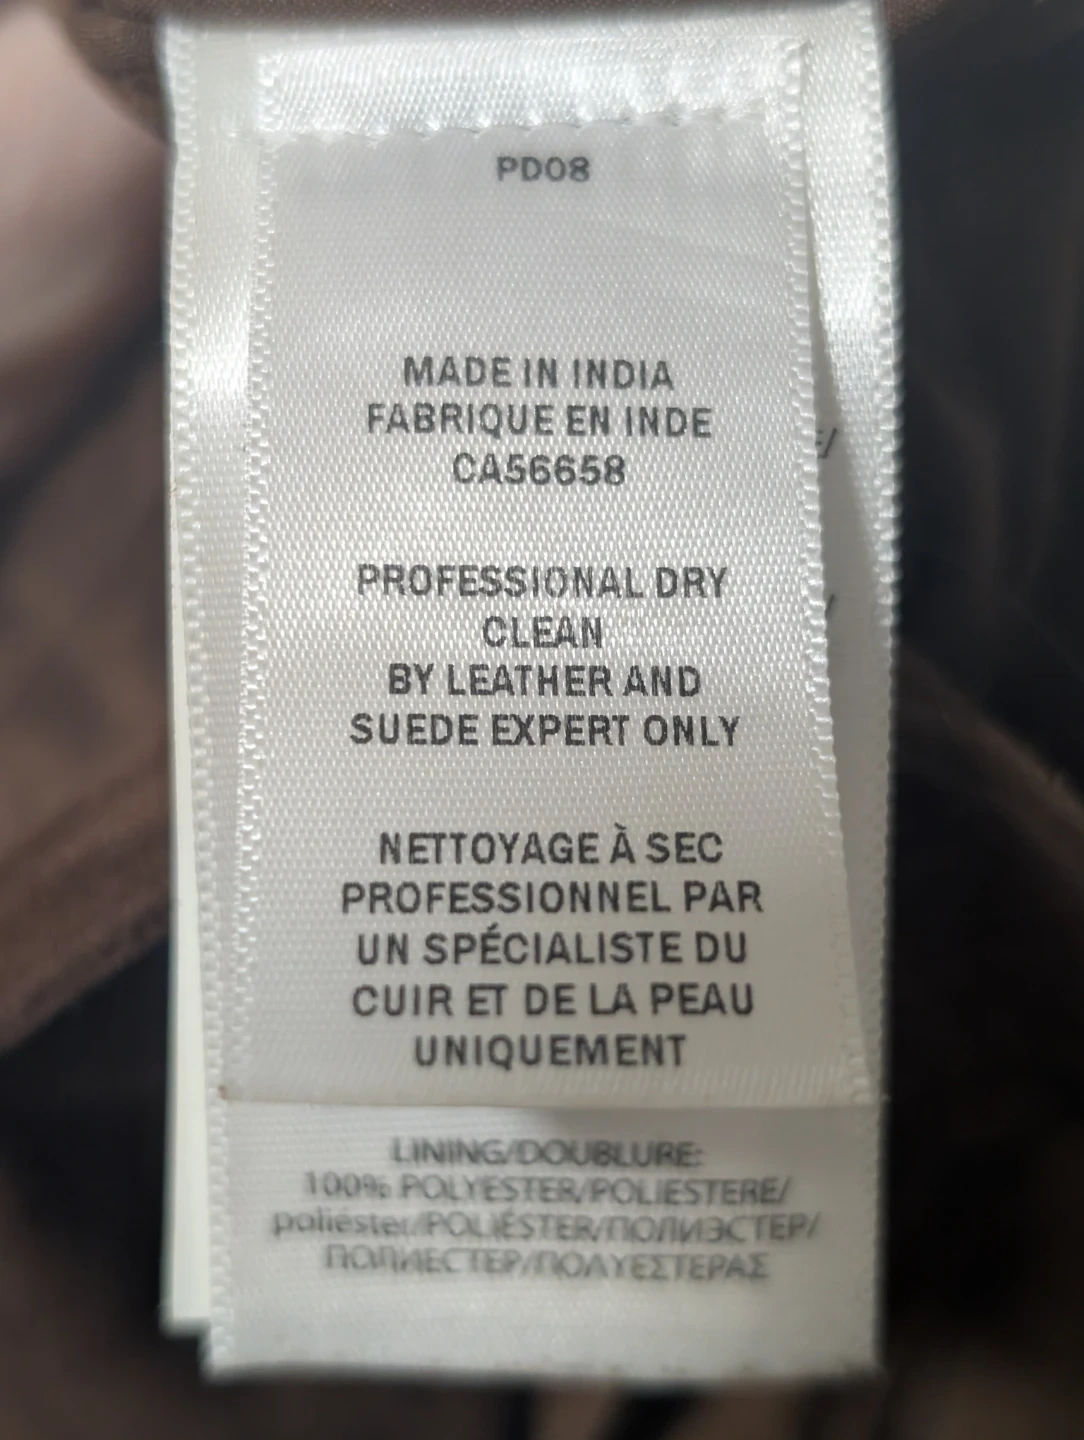 PD08
MADE IN INDIA
FABRIQUE EN INDE
CA56658
PROFESSIONAL DRY
CLEAN
BY LEATHER AND
SUEDE EXPERT ONLY
NETTOYAGE À SEC
PROFESSIONNEL PAR
UN SPÉCIALISTE DU
CUIR ET DE LA PEAU
UNIQUEMENT
LINING/DOUBLURE:
100% POLYESTER/POLIESTERE/
poliéster/POLIÉSTER/ПОЛИЭСТЕР/
ПОЛИЕСТЕР/ΠΟΛΥΕΣΤΕΡΑΣ